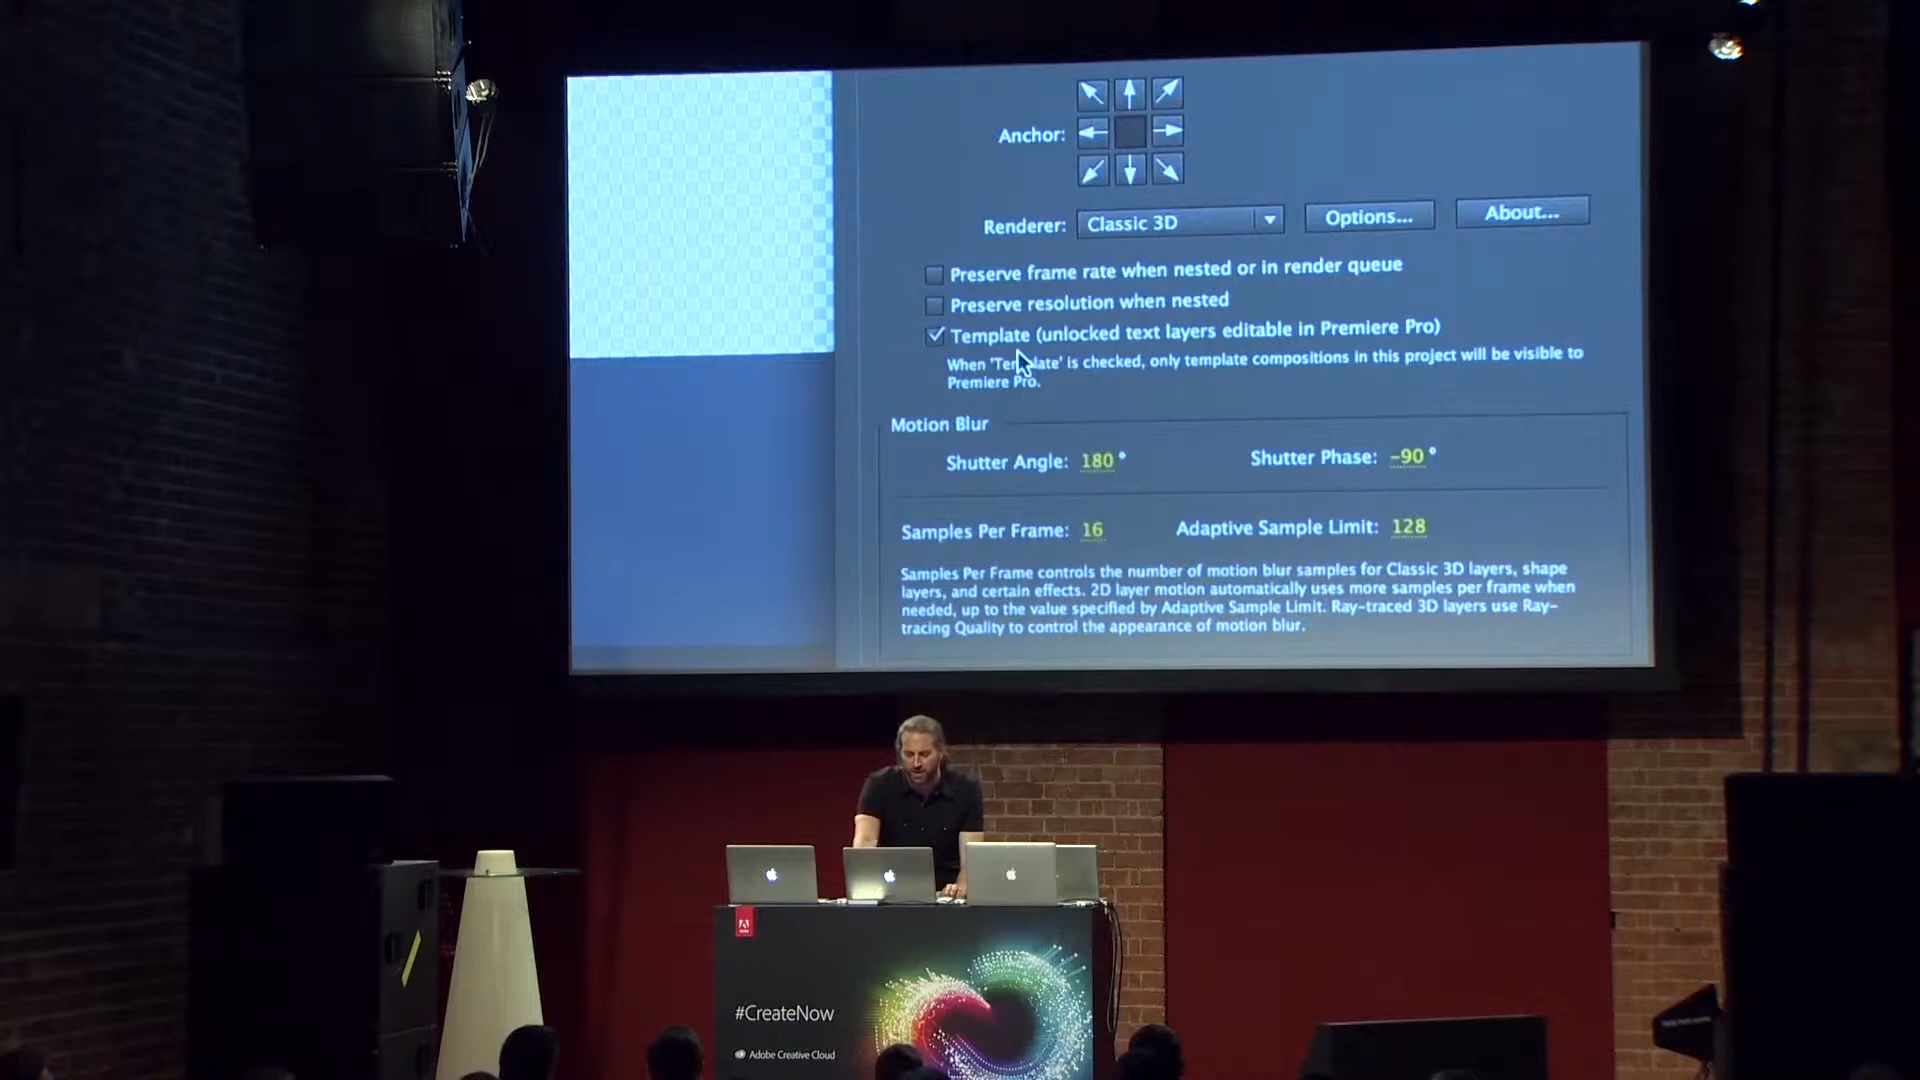 Anchor:
Renderer: Classic 3D Options... About...
Preserve frame rate when nested or in render queue
Preserve resolution when nested
Template (unlocked text layers editable in Premiere Pro)
When 'Template' is checked, only template compositions in this project will be visible to
Premiere Pro.
Motion Blur
Shutter Angle: 180 ° Shutter Phase: -90 °
Samples Per Frame: 16 Adaptive Sample Limit: 128
Samples Per Frame controls the number of motion blur samples for Classic 3D layers, shape
layers, and certain effects. 2D layer motion automatically uses more samples per frame when
needed, up to the value specified by Adaptive Sample Limit. Ray-traced 3D layers use Ray-
tracing Quality to control the appearance of motion blur.
#CreateNow
Adobe Creative Cloud